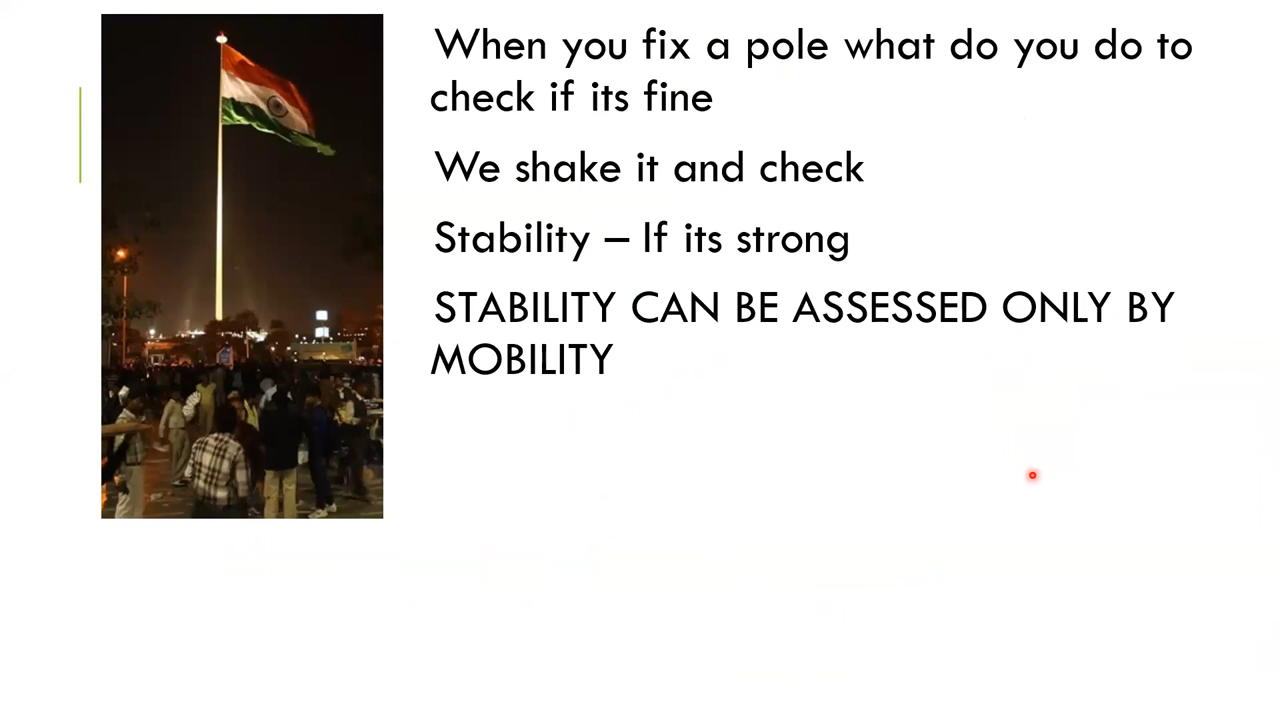 When you fix a pole what do you do to
check if its fine
We shake it and check
Stability – If its strong
STABILITY CAN BE ASSESSED ONLY BY
MOBILITY